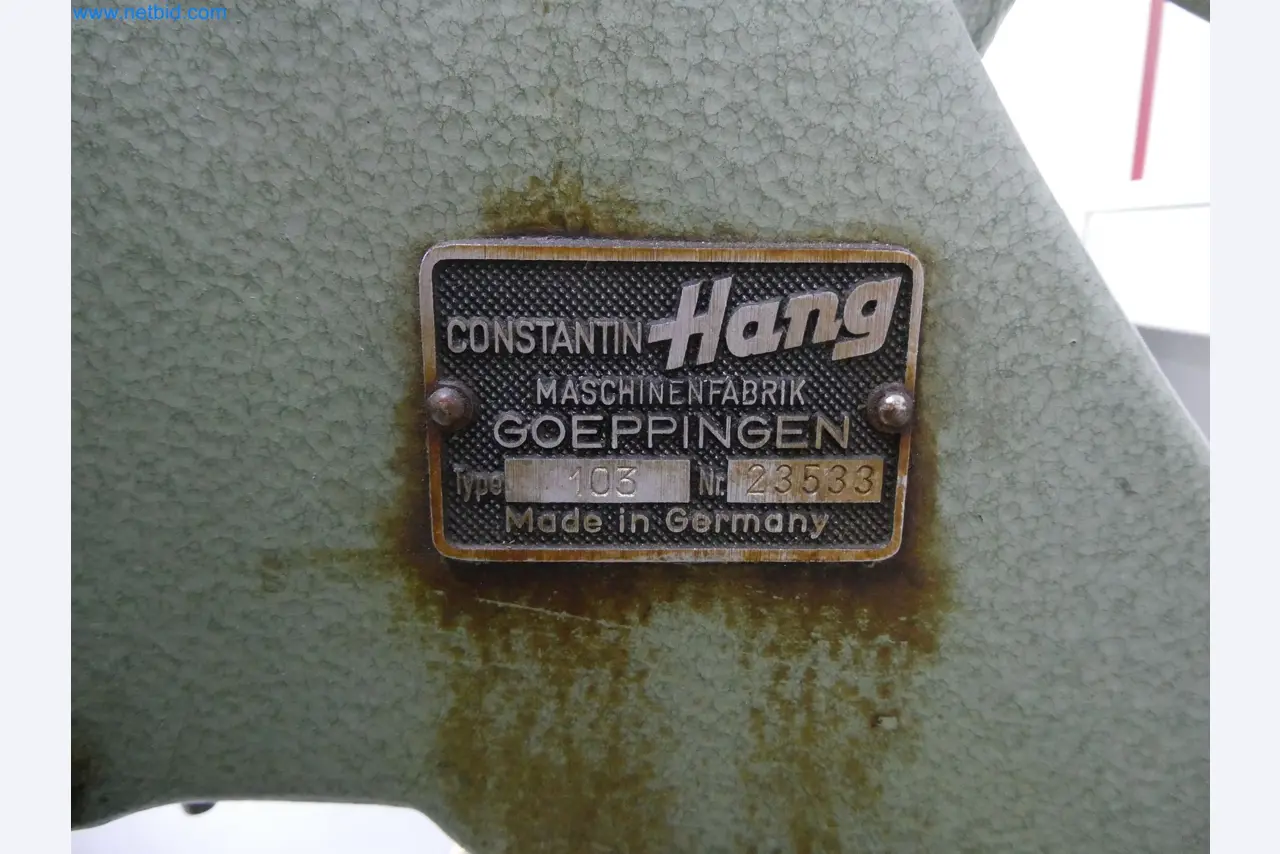 www.netbid.com
CONSTANTIN Hang
MASCHINENFABRIK
GOEPPINGEN
Type 103 Nr. 23533
Made in Germany